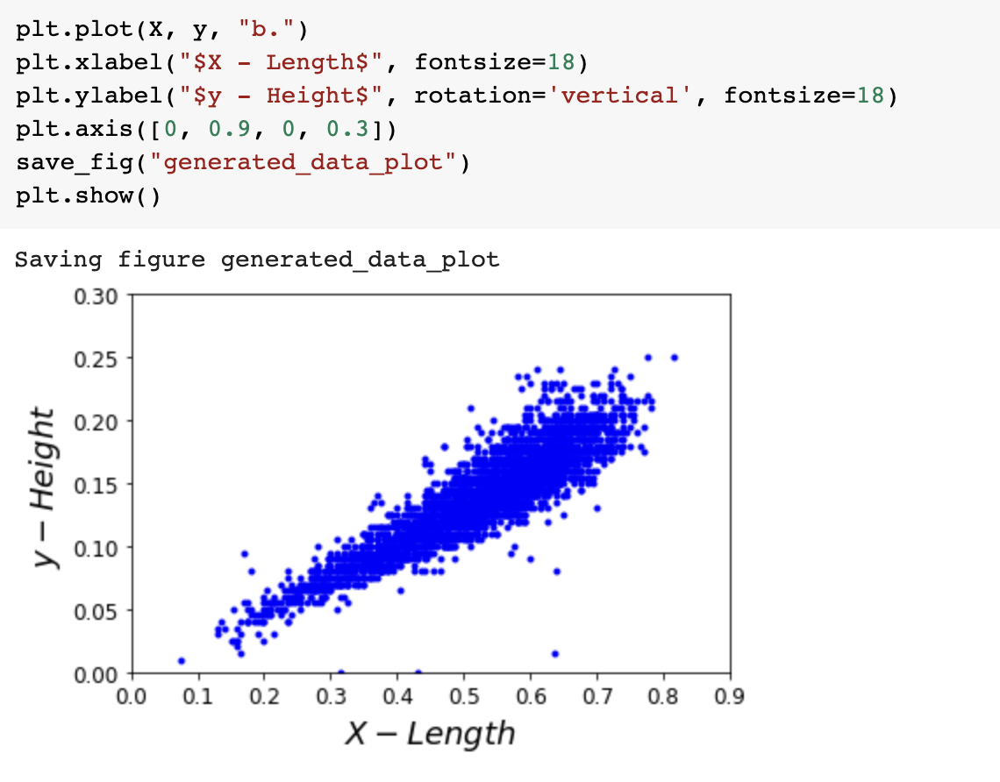 plt.plot(X, y, "b.")
plt.xlabel("$X - Length$", fontsize=18)
plt.ylabel("$y - Height$", rotation='vertical', fontsize=18)
plt.axis([0, 0.9, 0, 0.3])
save_fig("generated_data_plot")
plt.show()
Saving figure generated_data_plot
0.30
0.25
0.20
0.15
0.10
0.05
0.00
y − Height
0.0 0.1 0.2 0.3 0.4 0.5 0.6 0.7 0.8 0.9
X − Length